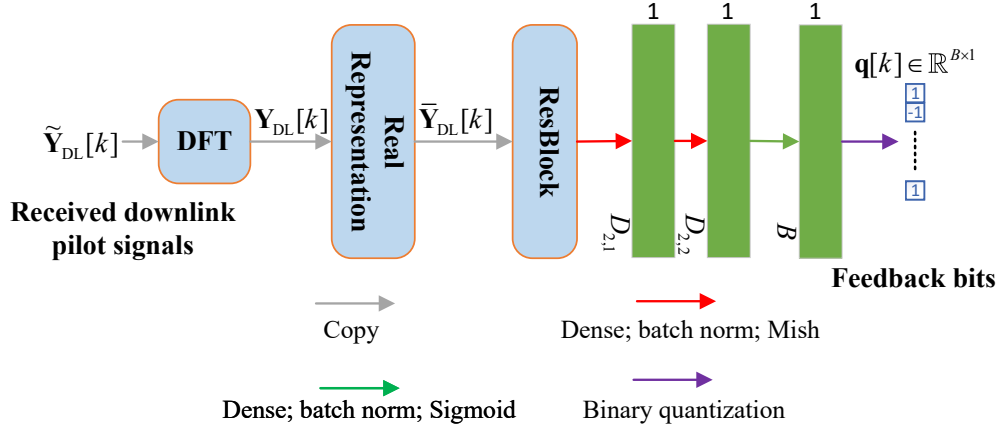 1 1 1
𝐪[k] ∈ ℝ^{B×1}
1
-1
1
Ỹ_DL[k]
DFT
Y_DL[k]
Real
Representation
Ȳ_DL[k]
ResBlock
D_{2,1}
D_{2,2}
B
Received downlink
pilot signals
Feedback bits
Copy
Dense; batch norm; Mish
Dense; batch norm; Sigmoid
Binary quantization